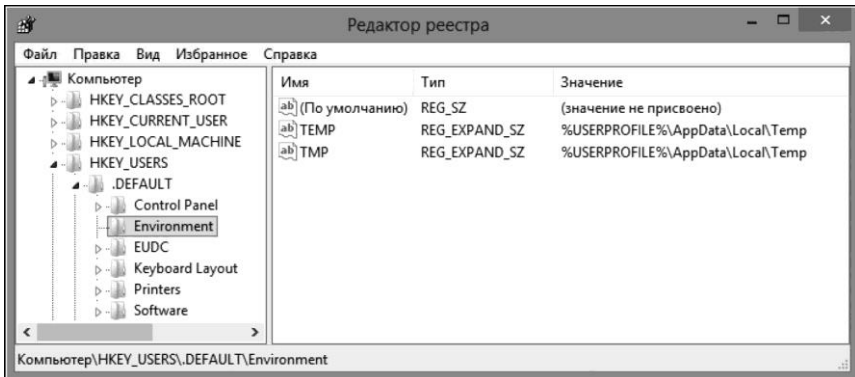 Редактор реестра
Файл Правка Вид Избранное Справка
Компьютер
HKEY_CLASSES_ROOT
HKEY_CURRENT_USER
HKEY_LOCAL_MACHINE
HKEY_USERS
.DEFAULT
Control Panel
Environment
EUDC
Keyboard Layout
Printers
Software
Имя Тип Значение
(По умолчанию) REG_SZ (значение не присвоено)
TEMP REG_EXPAND_SZ %USERPROFILE%\AppData\Local\Temp
TMP REG_EXPAND_SZ %USERPROFILE%\AppData\Local\Temp
Компьютер\HKEY_USERS\.DEFAULT\Environment